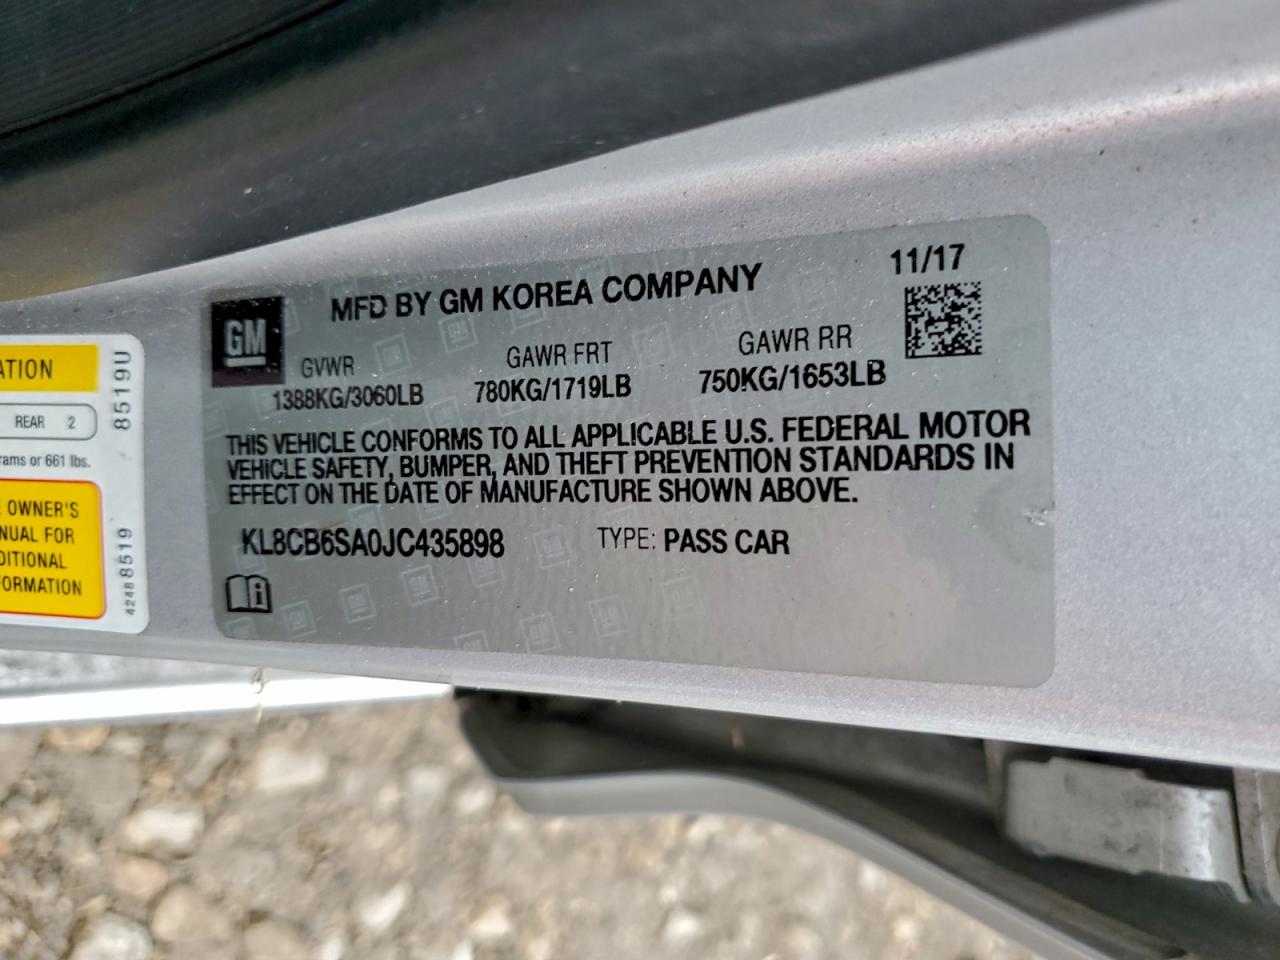 11/17
MFD BY GM KOREA COMPANY
GM
GVWR GAWR FRT GAWR RR
1388KG/3060LB 780KG/1719LB 750KG/1653LB
THIS VEHICLE CONFORMS TO ALL APPLICABLE U.S. FEDERAL MOTOR
VEHICLE SAFETY, BUMPER, AND THEFT PREVENTION STANDARDS IN
EFFECT ON THE DATE OF MANUFACTURE SHOWN ABOVE.
KL8CB6SA0JC435898 TYPE: PASS CAR
ATION
REAR 2
rams or 661 lbs.
E OWNER'S
NUAL FOR
DITIONAL
FORMATION
8519U
42488519